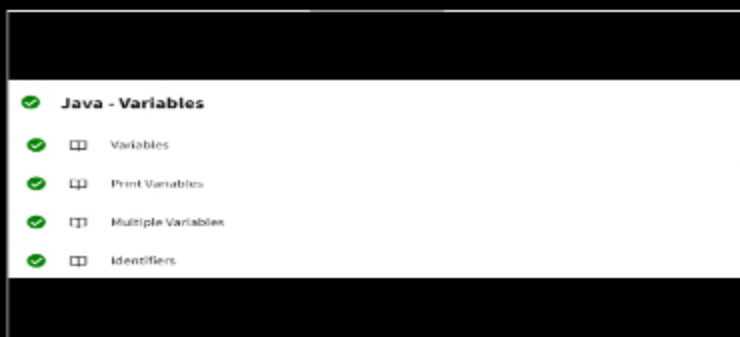 Java - Variables
Variables
Print Variables
Multiple Variables
Identifiers